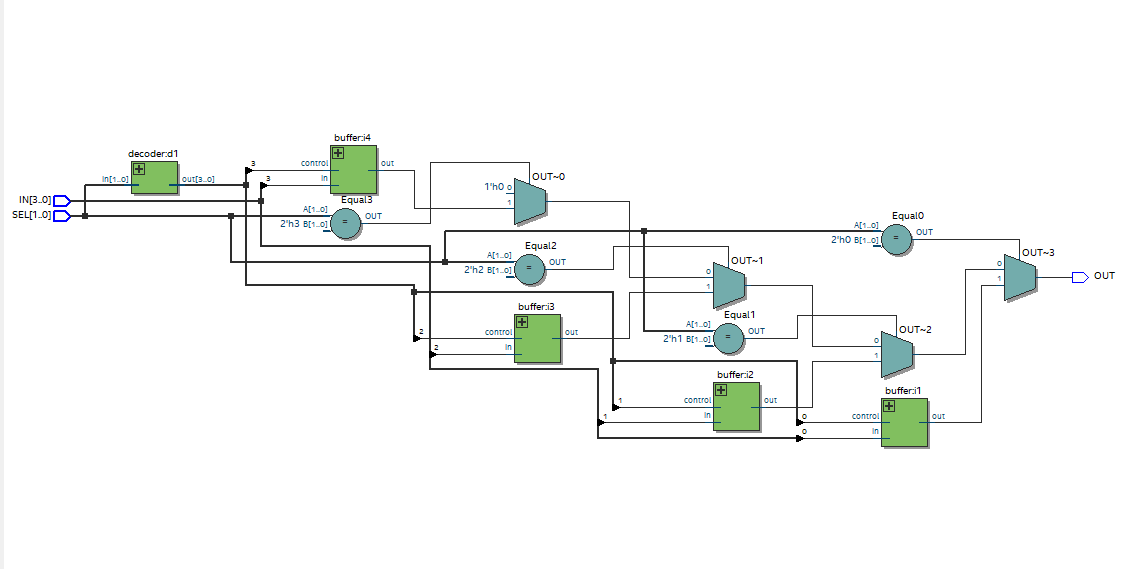 decoder:d1
in[1..0]
out[3..0]
IN[3..0]
SEL[1..0]
buffer:i4
3
control
out
3
in
Equal3
A[1..0]
OUT
2'h3 B[1..0]
=
OUT~0
1'h0 0
1
Equal2
A[1..0]
OUT
2'h2 B[1..0]
=
buffer:i3
2
control
out
2
in
OUT~1
0
1
Equal1
A[1..0]
OUT
2'h1 B[1..0]
=
buffer:i2
1
control
out
1
in
Equal0
A[1..0]
OUT
2'h0 B[1..0]
=
OUT~2
0
1
buffer:i1
0
control
out
0
in
OUT~3
0
1
OUT